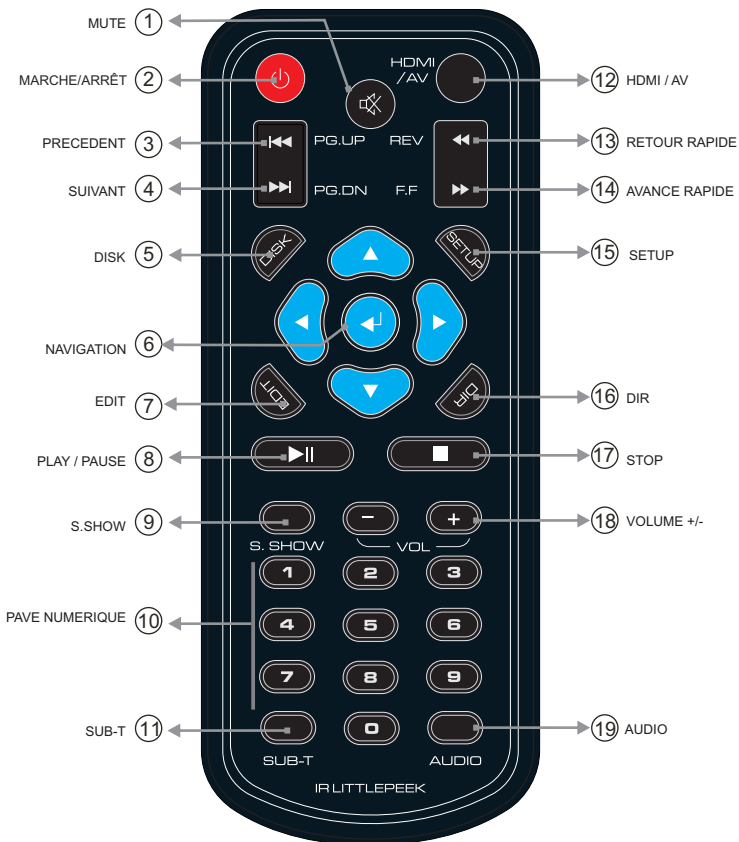 MUTE 1
HDMI
/AV
MARCHE/ARRÊT 2
12 HDMI / AV
PRECEDENT 3
PG.UP REV
13 RETOUR RAPIDE
SUIVANT 4
PG.DN F.F
14 AVANCE RAPIDE
DISK 5
DISK
SETUP
15 SETUP
NAVIGATION 6
EDIT 7
EDIT
DIR
16 DIR
PLAY / PAUSE 8
17 STOP
S.SHOW 9
- +
18 VOLUME +/-
S. SHOW VOL
PAVE NUMERIQUE 10
1 2 3
4 5 6
7 8 9
SUB-T 11
0
19 AUDIO
SUB-T AUDIO
IR LITTLEPEEK